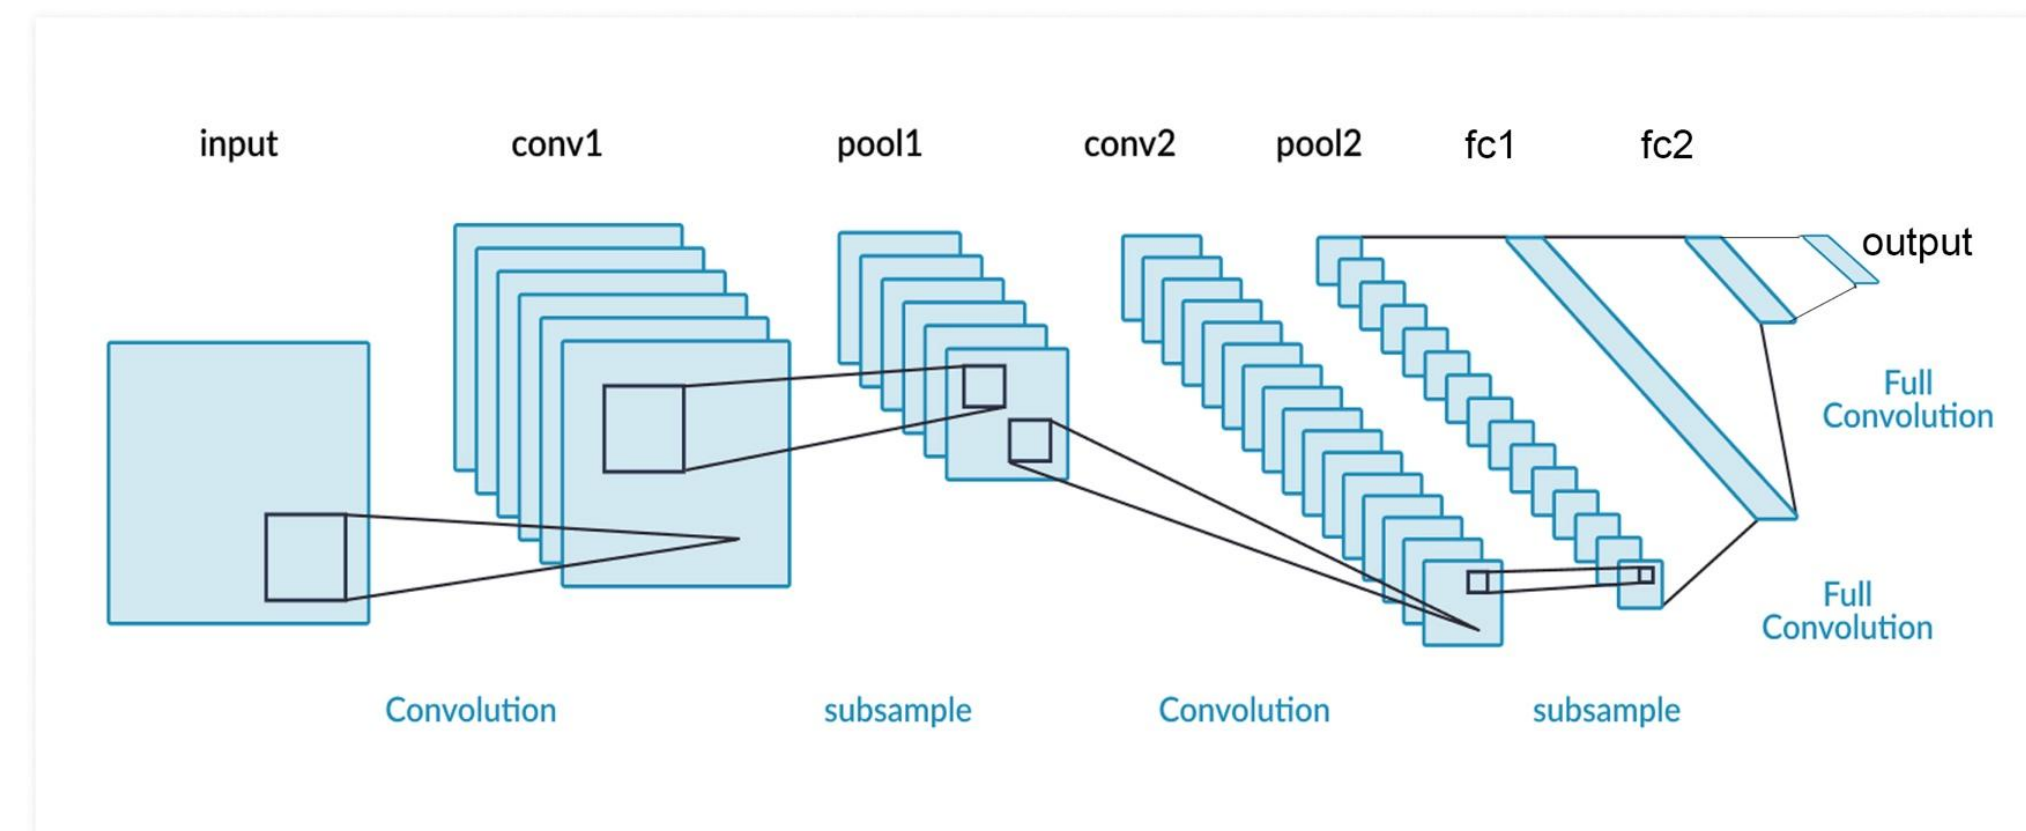 input
conv1
pool1
conv2
pool2
fc1
fc2
output
Full
Convolution
Full
Convolution
Convolution
subsample
Convolution
subsample